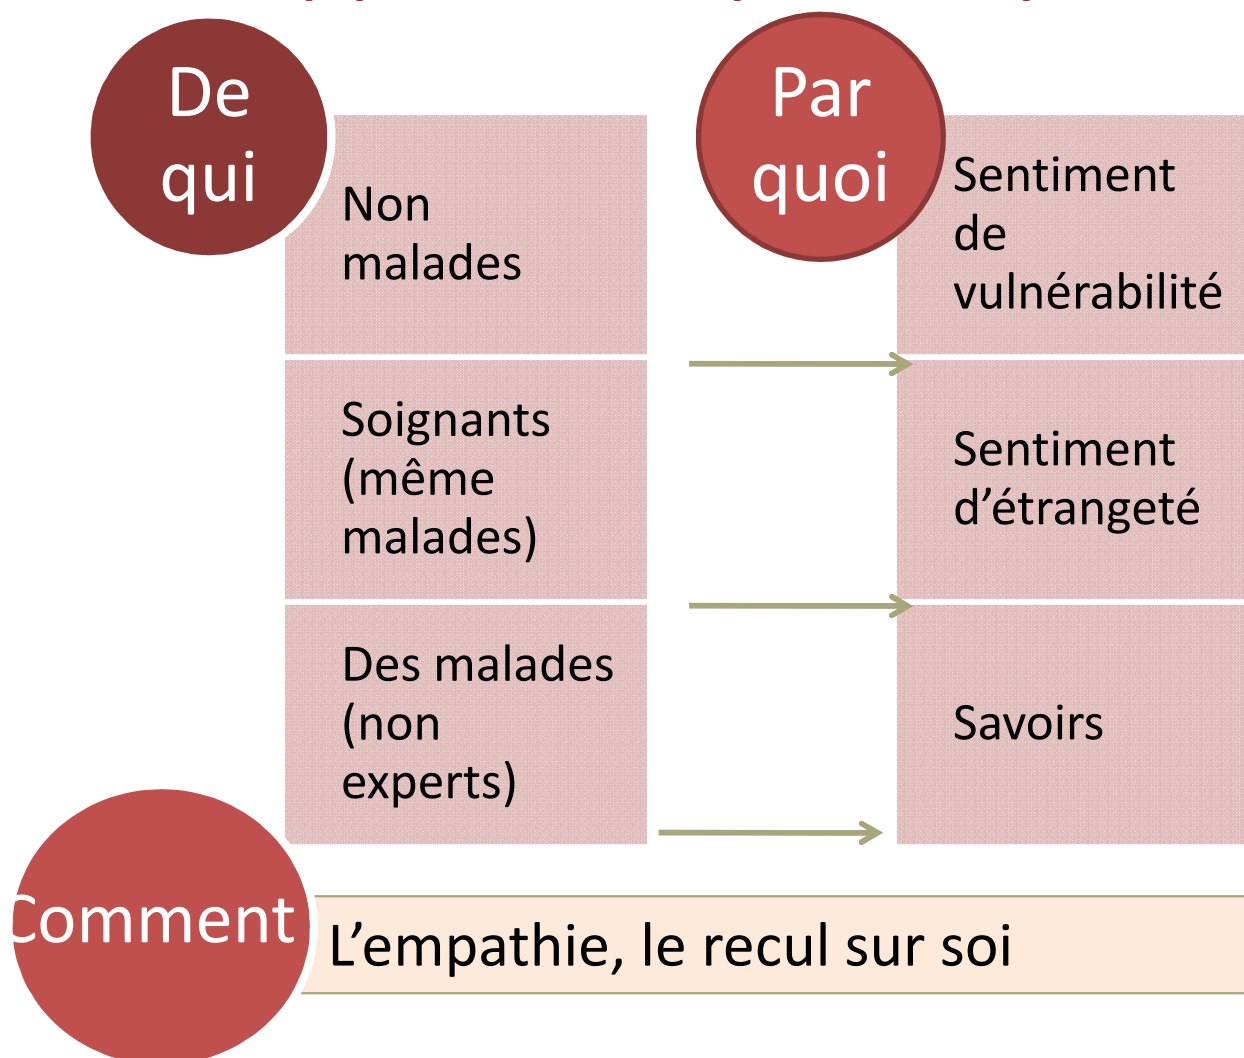 De
qui
Non
malades
Soignants
(même
malades)
Des malades
(non
experts)
Par
quoi
Sentiment
de
vulnérabilité
Sentiment
d’étrangeté
Savoirs
Comment
L’empathie, le recul sur soi